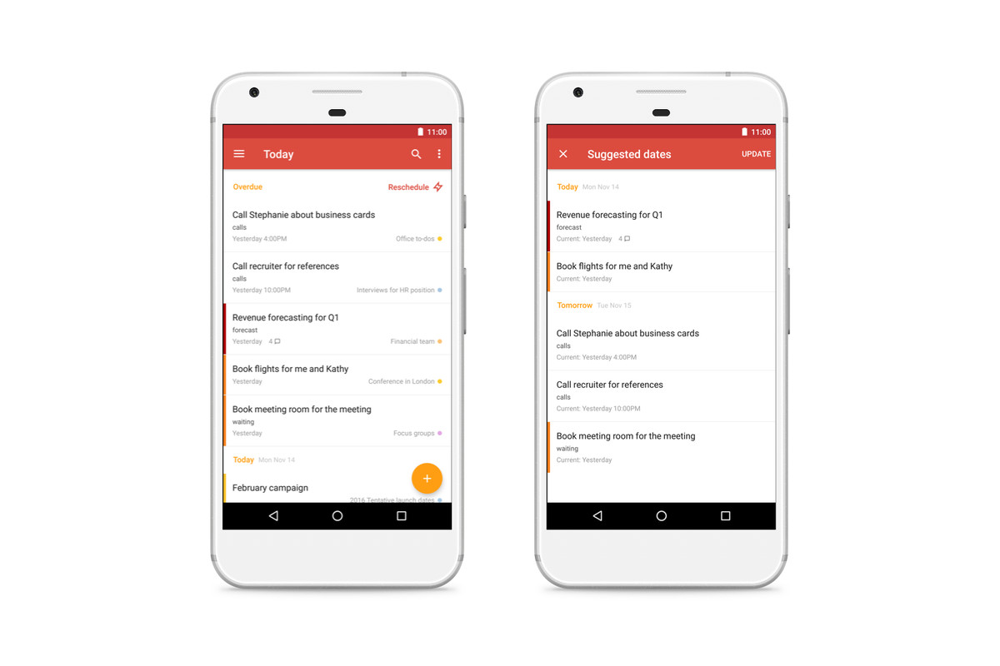 11:00
Today
Overdue Reschedule
Call Stephanie about business cards
calls
Yesterday 4:00PM Office to-dos
Call recruiter for references
calls
Yesterday 10:00PM Interviews for HR position
Revenue forecasting for Q1
forecast
Yesterday 4 Financial team
Book flights for me and Kathy
Yesterday Conference in London
Book meeting room for the meeting
waiting
Yesterday Focus groups
Today Mon Nov 14
February campaign
2016 Tentative launch dates
11:00
Suggested dates UPDATE
Today Mon Nov 14
Revenue forecasting for Q1
forecast
Current: Yesterday 4
Book flights for me and Kathy
Current: Yesterday
Tomorrow Tue Nov 15
Call Stephanie about business cards
calls
Current: Yesterday 4:00PM
Call recruiter for references
calls
Current: Yesterday 10:00PM
Book meeting room for the meeting
waiting
Current: Yesterday